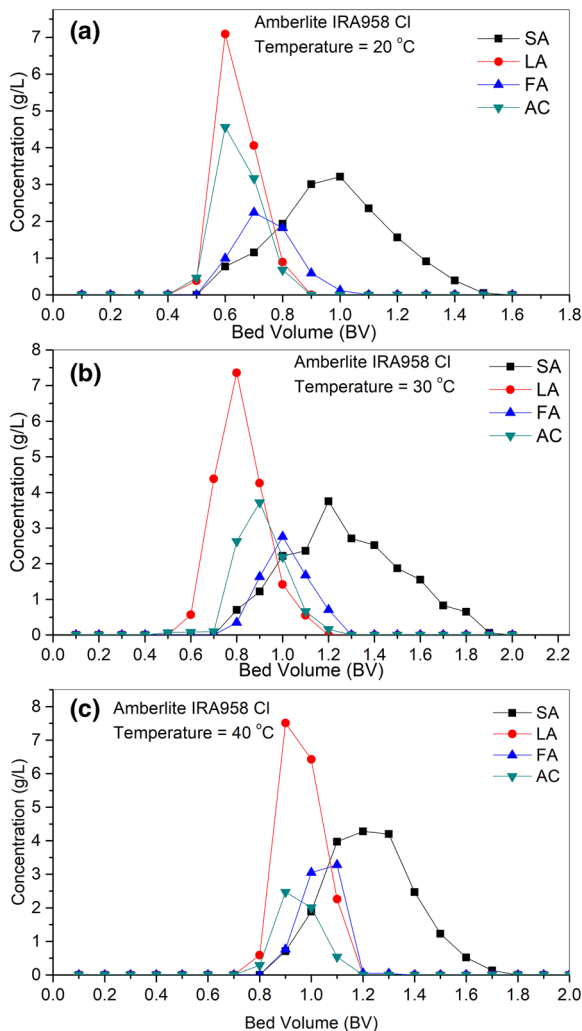 (a)
Amberlite IRA958 Cl
Temperature = 20 °C
SA
LA
FA
AC
Concentration (g/L)
7
6
5
4
3
2
1
0
0.0 0.2 0.4 0.6 0.8 1.0 1.2 1.4 1.6 1.8
Bed Volume (BV)
(b)
Amberlite IRA958 Cl
Temperature = 30 °C
SA
LA
FA
AC
Concentration (g/L)
8
7
6
5
4
3
2
1
0
0.0 0.2 0.4 0.6 0.8 1.0 1.2 1.4 1.6 1.8 2.0 2.2
Bed Volume (BV)
(c)
Amberlite IRA958 Cl
Temperature = 40 °C
SA
LA
FA
AC
Concentration (g/L)
8
7
6
5
4
3
2
1
0
0.0 0.2 0.4 0.6 0.8 1.0 1.2 1.4 1.6 1.8 2.0
Bed Volume (BV)